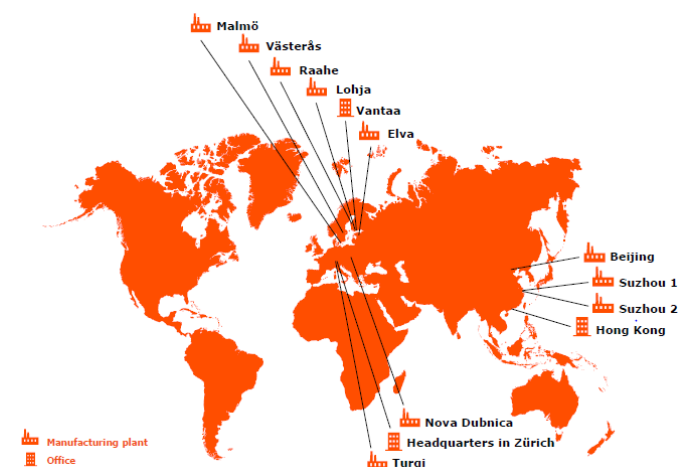 Malmö
Västerås
Raahe
Lohja
Vantaa
Elva
Beijing
Suzhou 1
Suzhou 2
Hong Kong
Nova Dubnica
Headquarters in Zürich
Turgi
Manufacturing plant
Office